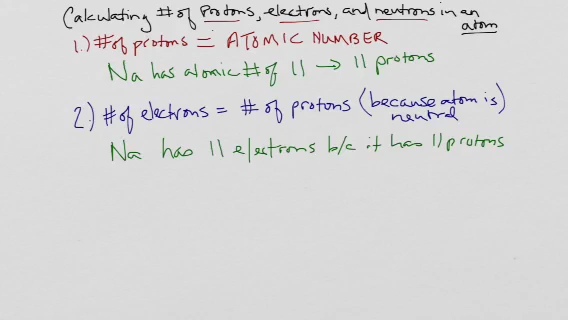 Calculating # of Protons, electrons, and neutrons in an
atom
1.) # of protons = ATOMIC NUMBER
Na has atomic # of 11 → 11 protons
2.) # of electrons = # of protons (because atom is
neutral)
Na has 11 electrons b/c it has 11 protons